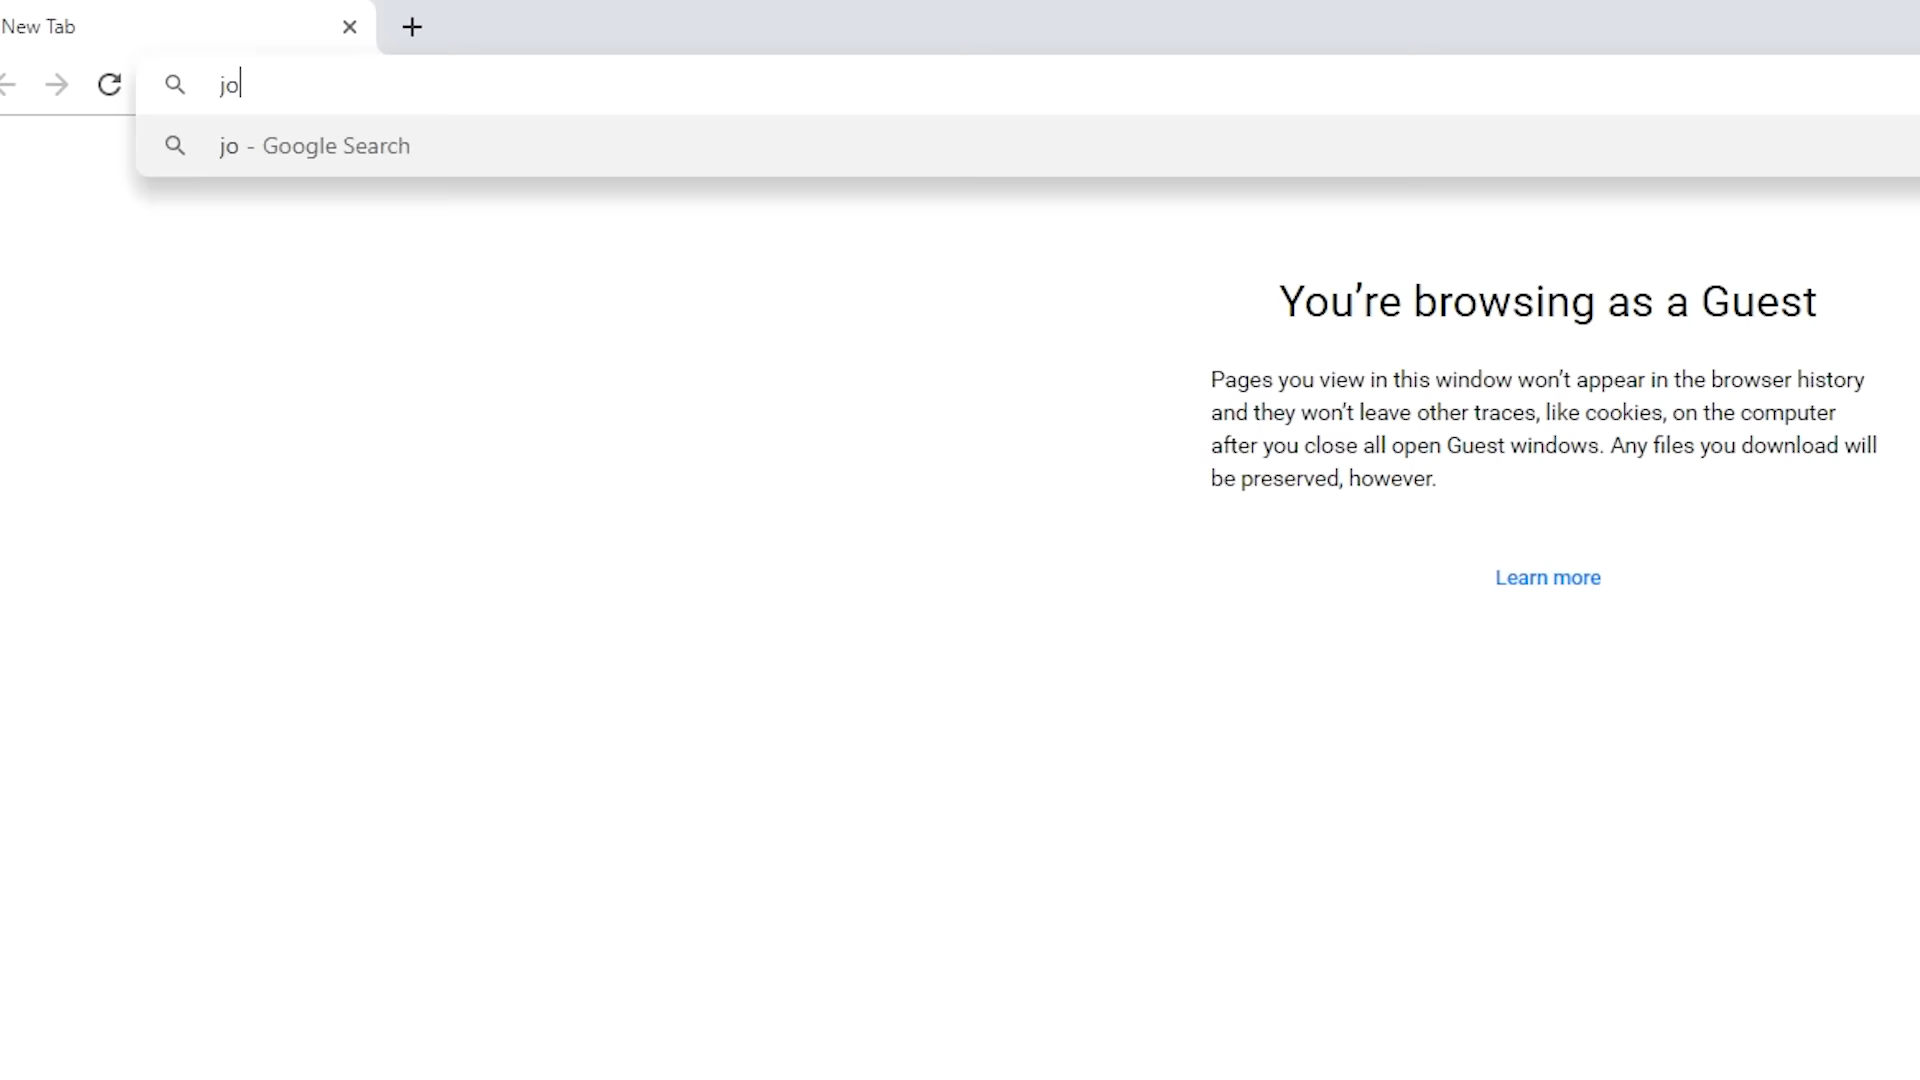 New Tab
jo
jo - Google Search
You’re browsing as a Guest
Pages you view in this window won’t appear in the browser history
and they won’t leave other traces, like cookies, on the computer
after you close all open Guest windows. Any files you download will
be preserved, however.
Learn more